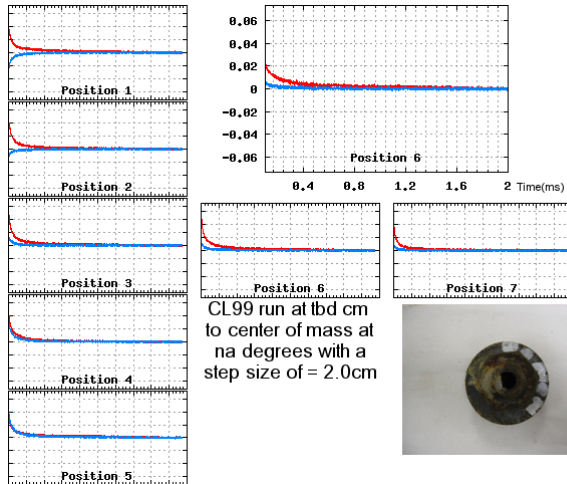 Position 1
Position 2
Position 3
Position 4
Position 5
0.06
0.04
0.02
0
-0.02
-0.04
-0.06
Position 6
0.4 0.8 1.2 1.6 2 Time(ms)
Position 6
Position 7
CL99 run at tbd cm
to center of mass at
na degrees with a
step size of = 2.0cm